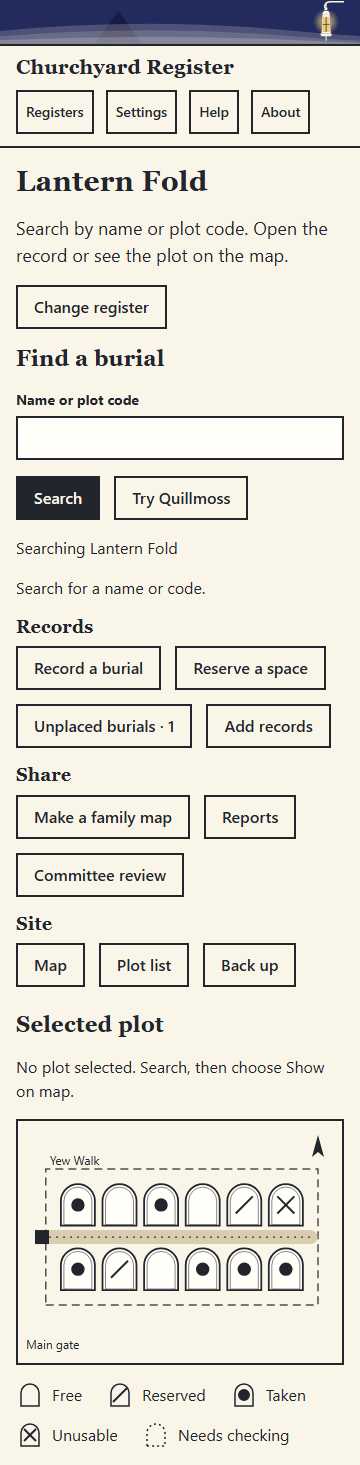 Churchyard Register
Registers
Settings
Help
About
Lantern Fold
Search by name or plot code. Open the
record or see the plot on the map.
Change register
Find a burial
Name or plot code
Search
Try Quillmoss
Searching Lantern Fold
Search for a name or code.
Records
Record a burial
Reserve a space
Unplaced burials · 1
Add records
Share
Make a family map
Reports
Committee review
Site
Map
Plot list
Back up
Selected plot
No plot selected. Search, then choose Show
on map.
Yew Walk
Main gate
Free
Reserved
Taken
Unusable
Needs checking